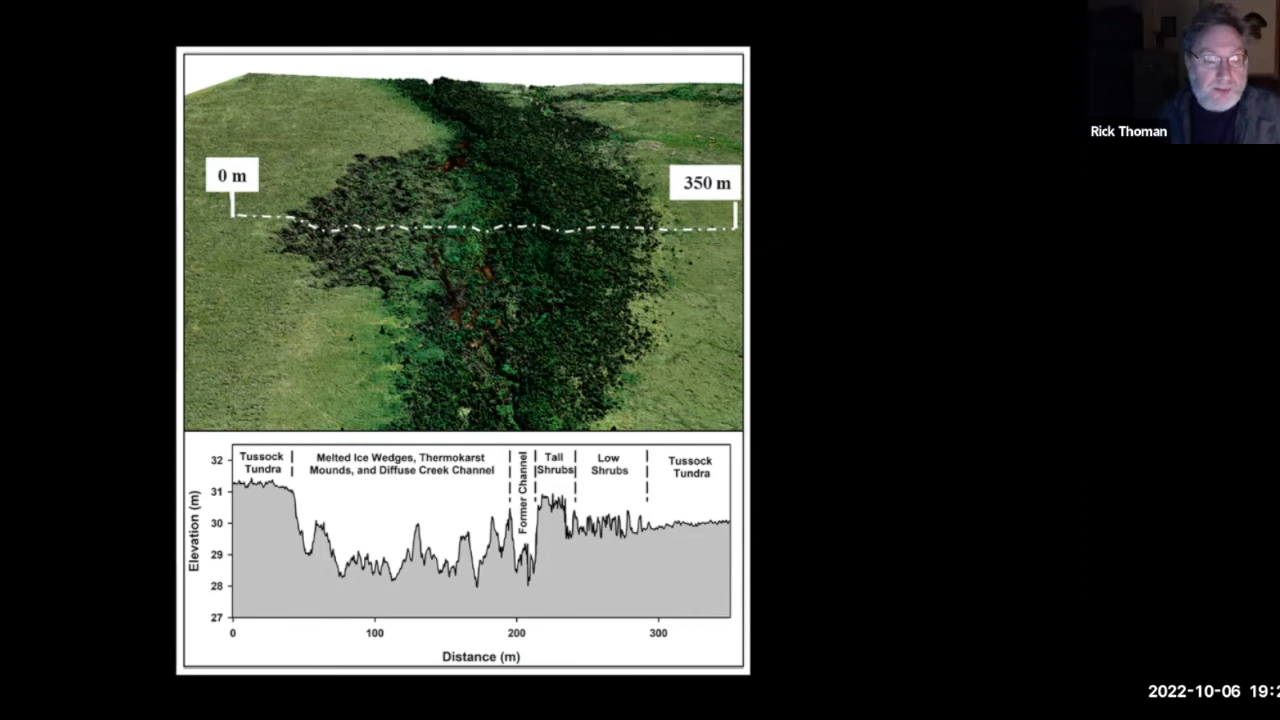 Rick Thoman
0 m
350 m
Tussock
Tundra
Melted Ice Wedges, Thermokarst
Mounds, and Diffuse Creek Channel
Former Channel
Tall
Shrubs
Low
Shrubs
Tussock
Tundra
Elevation (m)
32
31
30
29
28
27
0
100
200
300
Distance (m)
2022-10-06 19:2